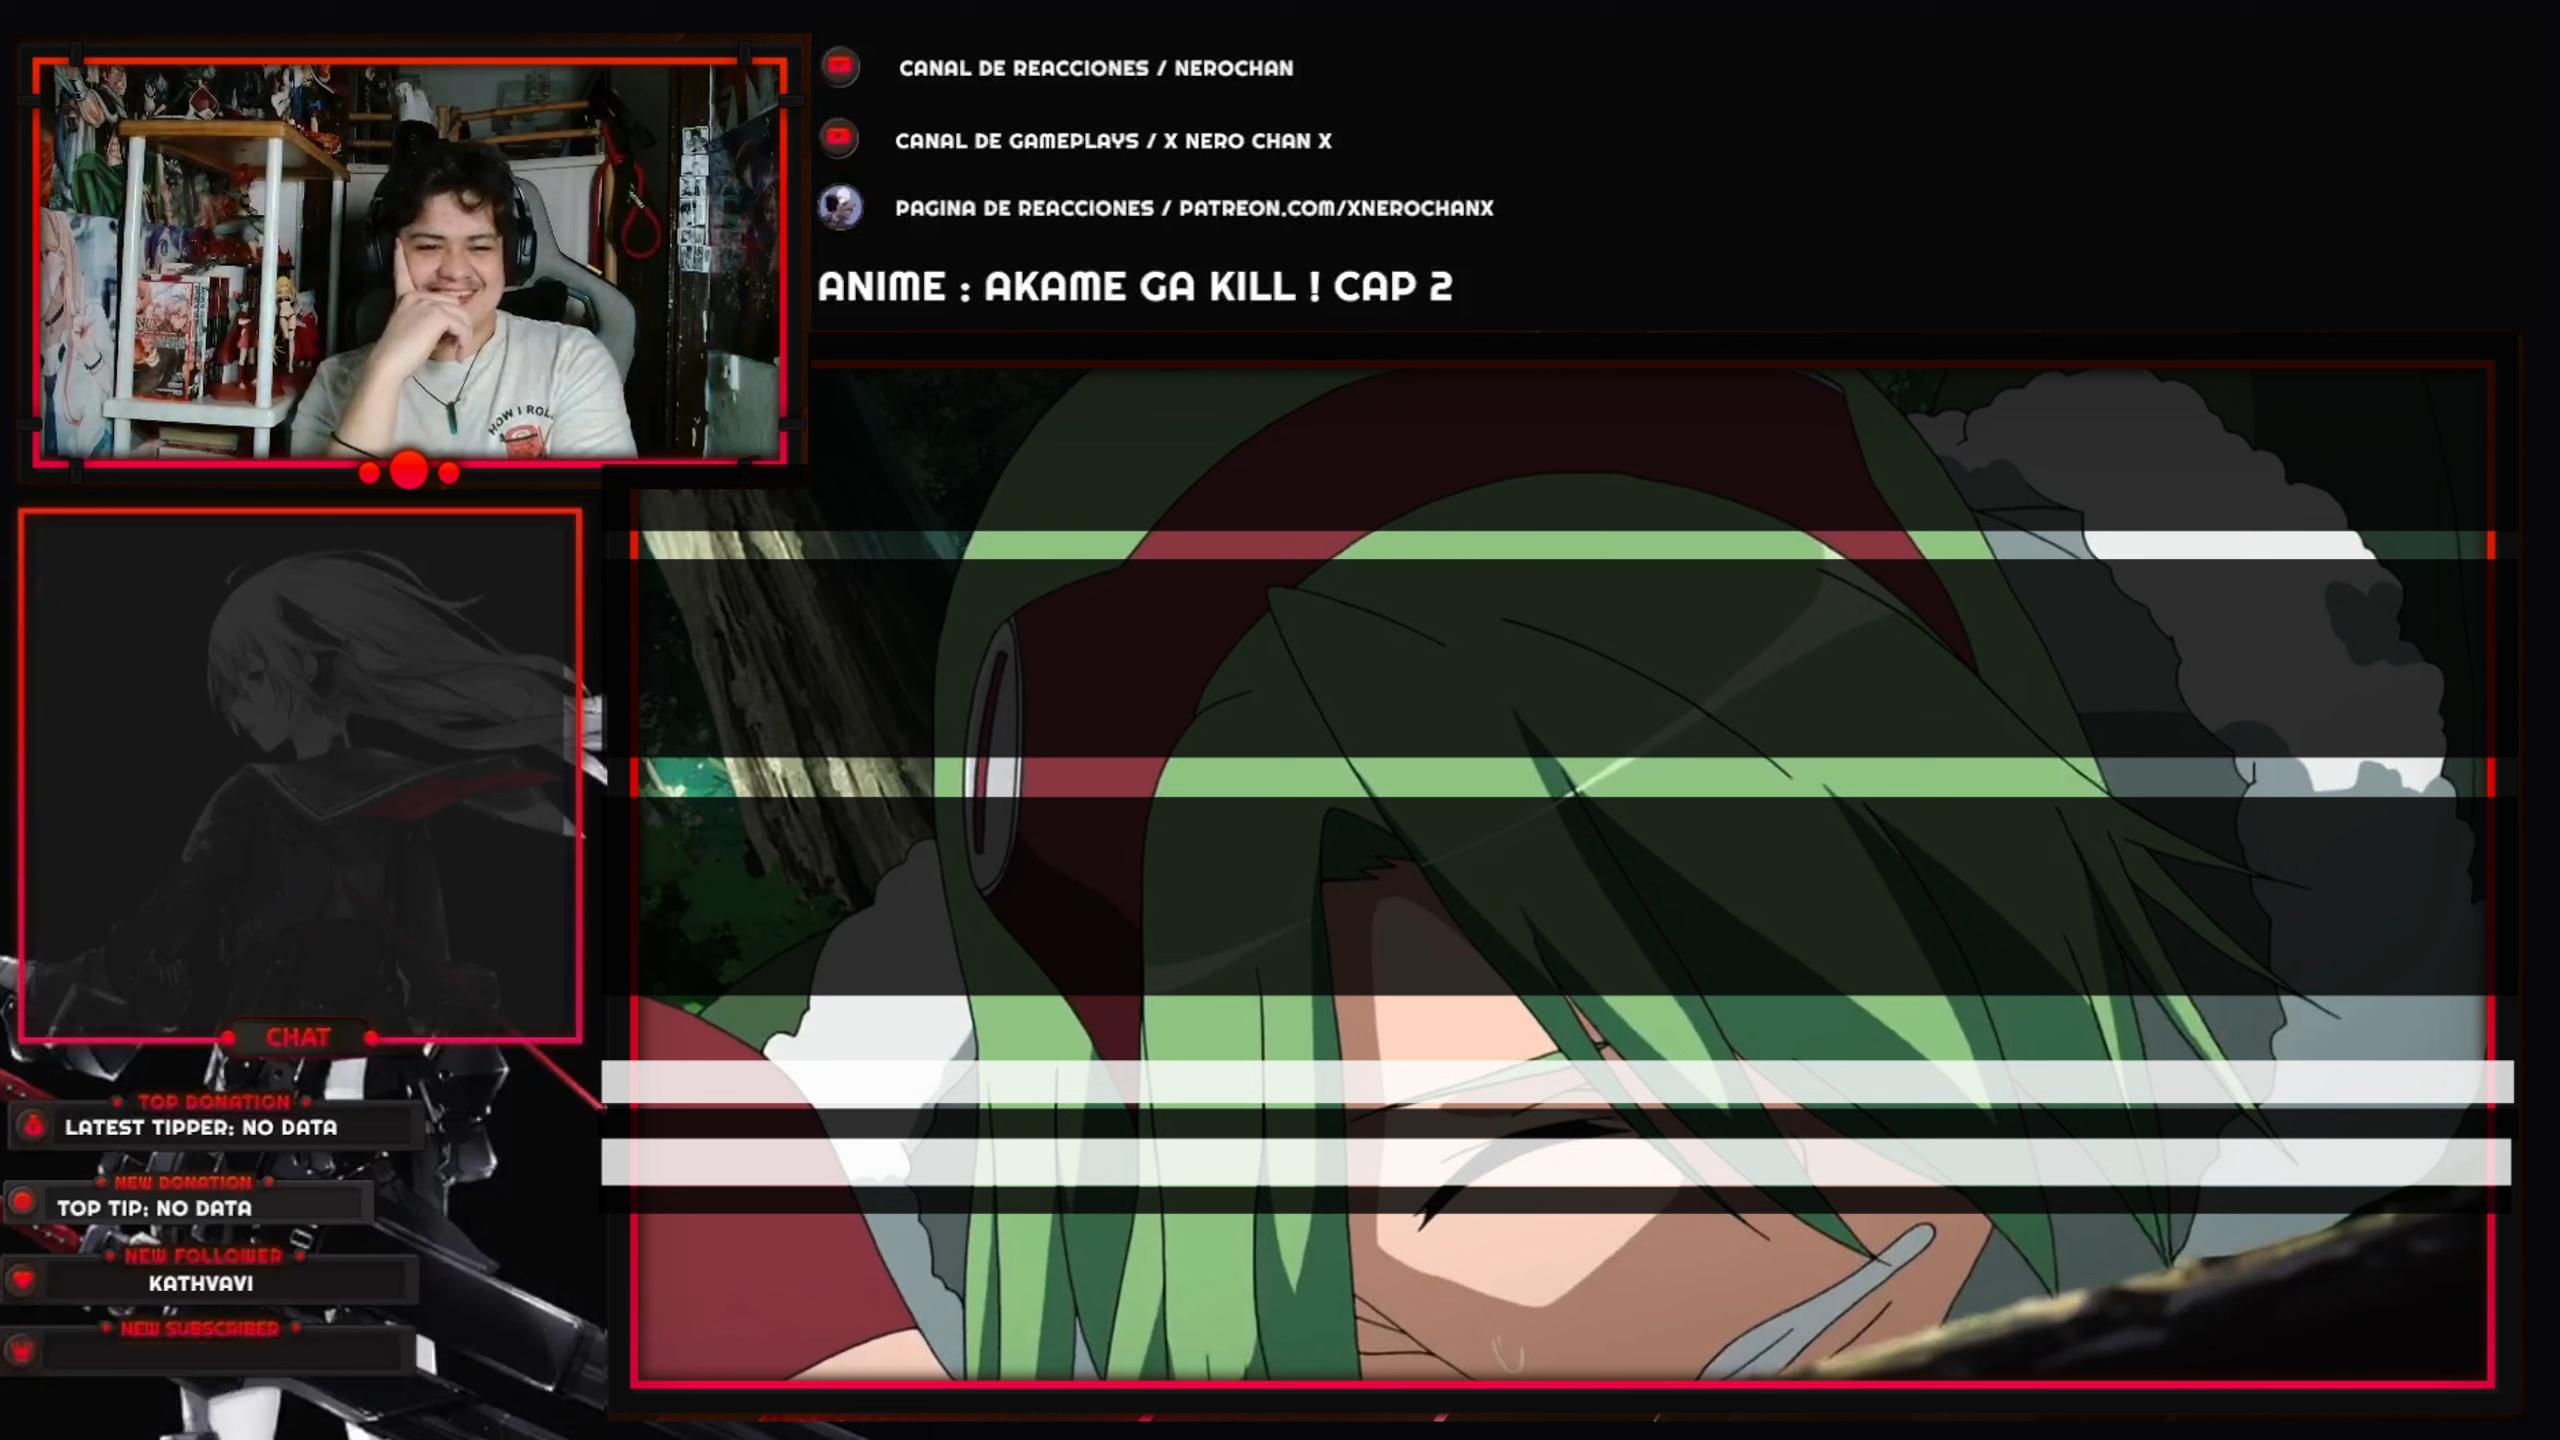 CANAL DE REACCIONES / NEROCHAN
CANAL DE GAMEPLAYS / X NERO CHAN X
PAGINA DE REACCIONES / PATREON.COM/XNEROCHANX
ANIME : AKAME GA KILL ! CAP 2
HOW I ROLL
CHAT
TOP DONATION
LATEST TIPPER: NO DATA
NEW DONATION
TOP TIP: NO DATA
NEW FOLLOWER
KATHVAVI
NEW SUBSCRIBER